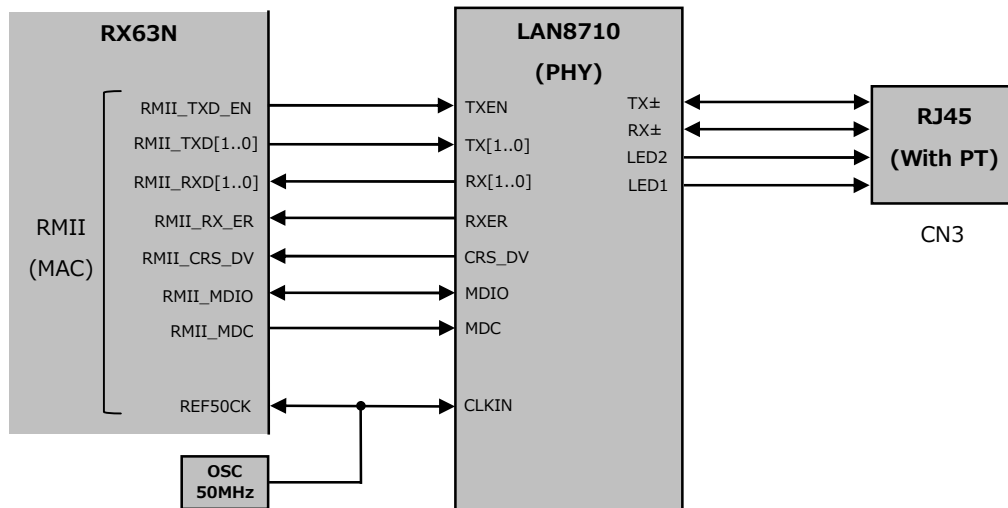 RX63N
RMII
(MAC)
RMII_TXD_EN
RMII_TXD[1..0]
RMII_RXD[1..0]
RMII_RX_ER
RMII_CRS_DV
RMII_MDIO
RMII_MDC
REF50CK
OSC
50MHz
LAN8710
(PHY)
TXEN
TX[1..0]
RX[1..0]
RXER
CRS_DV
MDIO
MDC
CLKIN
TX±
RX±
LED2
LED1
RJ45
(With PT)
CN3